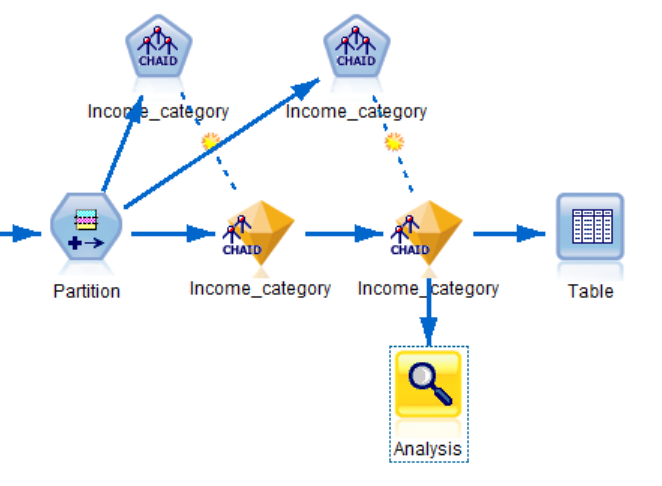 CHAID
CHAID
Income_category
Income_category
CHAID
CHAID
Partition
Income_category
Income_category
Table
Analysis